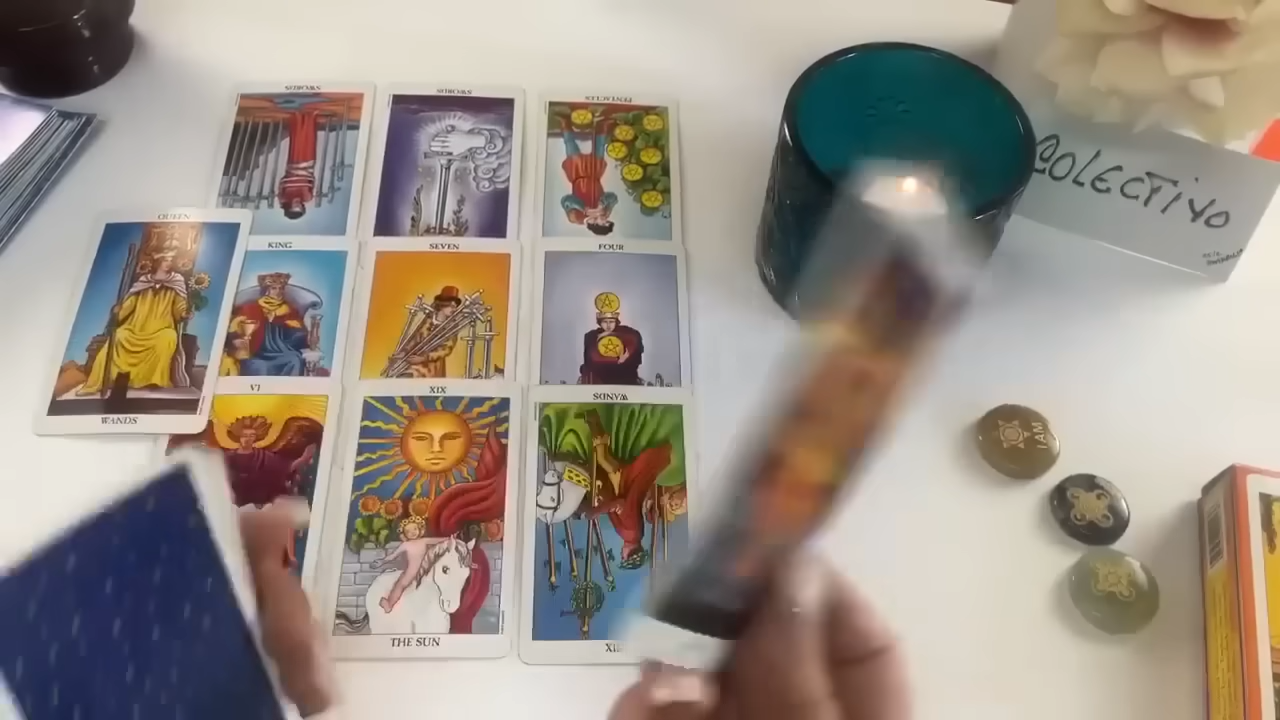 SWORDS
SWORDS
PENTACLES
QUEEN
KING
SEVEN
FOUR
WANDS
VI
XIX
WANDS
THE SUN
COLECTIVO
I AM